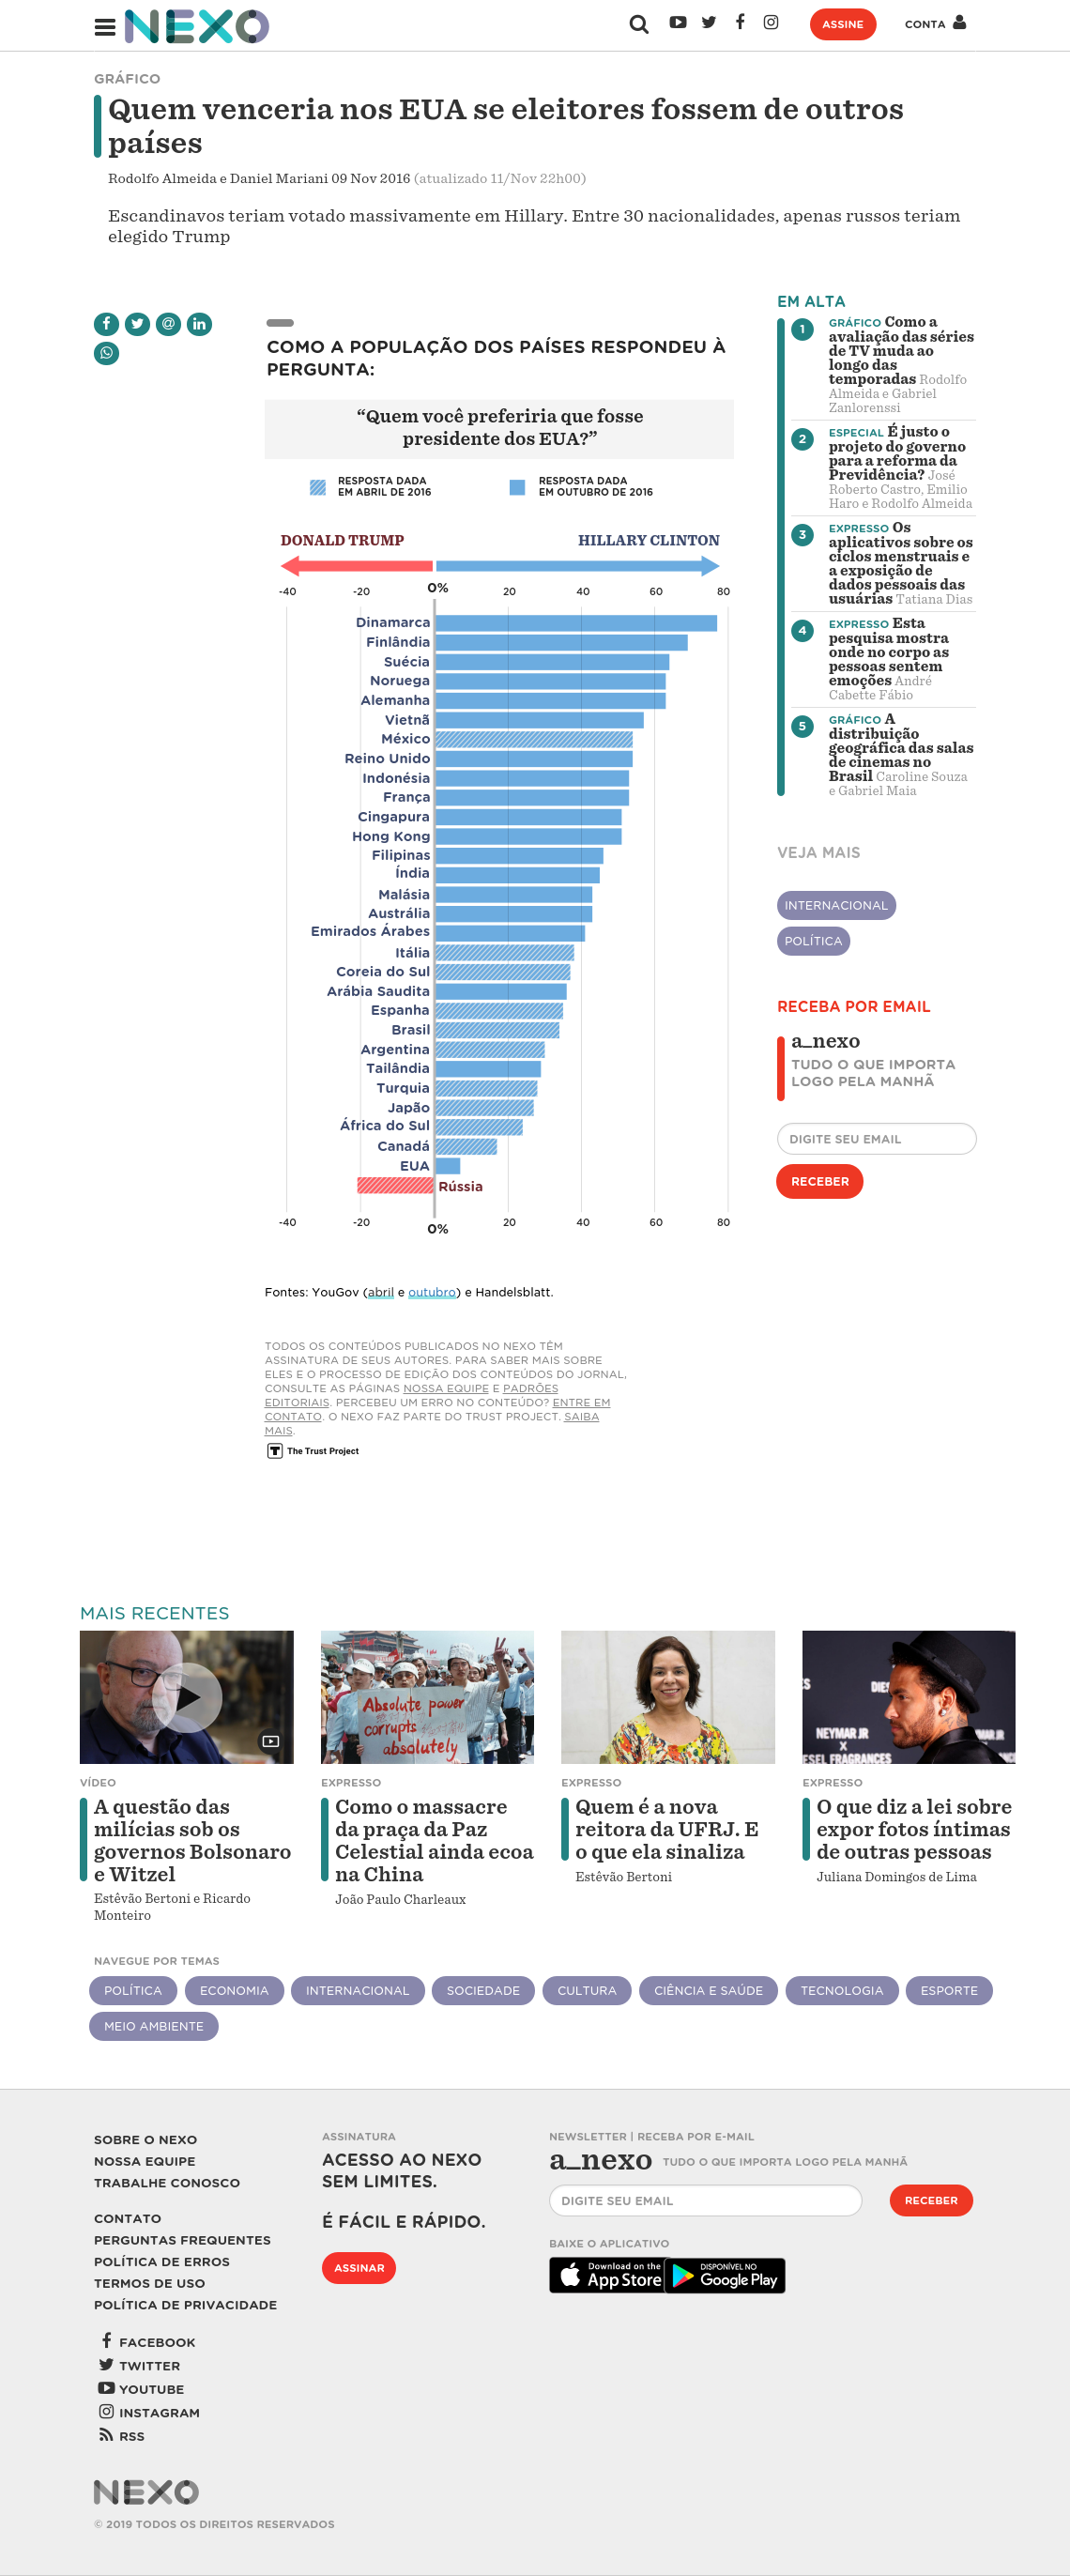 NEXO
ASSINE
CONTA
GRÁFICO
Quem venceria nos EUA se eleitores fossem de outros
países
Rodolfo Almeida e Daniel Mariani 09 Nov 2016 (atualizado 11/Nov 22h00)
Escandinavos teriam votado massivamente em Hillary. Entre 30 nacionalidades, apenas russos teriam
elegido Trump
COMO A POPULAÇÃO DOS PAÍSES RESPONDEU À
PERGUNTA:
“Quem você preferiria que fosse
presidente dos EUA?”
RESPOSTA DADA
EM ABRIL DE 2016
RESPOSTA DADA
EM OUTUBRO DE 2016
DONALD TRUMP HILLARY CLINTON
-40 -20 0% 20 40 60 80
Dinamarca
Finlândia
Suécia
Noruega
Alemanha
Vietnã
México
Reino Unido
Indonésia
França
Cingapura
Hong Kong
Filipinas
Índia
Malásia
Austrália
Emirados Árabes
Itália
Coreia do Sul
Arábia Saudita
Espanha
Brasil
Argentina
Tailândia
Turquia
Japão
África do Sul
Canadá
EUA
Rússia
-40 -20 0% 20 40 60 80
Fontes: YouGov (abril e outubro) e Handelsblatt.
TODOS OS CONTEÚDOS PUBLICADOS NO NEXO TÊM
ASSINATURA DE SEUS AUTORES. PARA SABER MAIS SOBRE
ELES E O PROCESSO DE EDIÇÃO DOS CONTEÚDOS DO JORNAL,
CONSULTE AS PÁGINAS NOSSA EQUIPE E PADRÕES
EDITORIAIS. PERCEBEU UM ERRO NO CONTEÚDO? ENTRE EM
CONTATO. O NEXO FAZ PARTE DO TRUST PROJECT. SAIBA
MAIS.
T The Trust Project
EM ALTA
1 GRÁFICO Como a
avaliação das séries
de TV muda ao
longo das
temporadas Rodolfo
Almeida e Gabriel
Zanlorenssi
2 ESPECIAL É justo o
projeto do governo
para a reforma da
Previdência? José
Roberto Castro, Emilio
Haro e Rodolfo Almeida
3 EXPRESSO Os
aplicativos sobre os
ciclos menstruais e
a exposição de
dados pessoais das
usuárias Tatiana Dias
4 EXPRESSO Esta
pesquisa mostra
onde no corpo as
pessoas sentem
emoções André
Cabette Fábio
5 GRÁFICO A
distribuição
geográfica das salas
de cinemas no
Brasil Caroline Souza
e Gabriel Maia
VEJA MAIS
INTERNACIONAL
POLÍTICA
RECEBA POR EMAIL
a_nexo
TUDO O QUE IMPORTA
LOGO PELA MANHÃ
DIGITE SEU EMAIL
RECEBER
MAIS RECENTES
Absolute power
corrupts
absolutely
DIES
NEYMAR JR
X
DIESEL FRAGRANCES
VÍDEO
A questão das
milícias sob os
governos Bolsonaro
e Witzel
Estêvão Bertoni e Ricardo
Monteiro
EXPRESSO
Como o massacre
da praça da Paz
Celestial ainda ecoa
na China
João Paulo Charleaux
EXPRESSO
Quem é a nova
reitora da UFRJ. E
o que ela sinaliza
Estêvão Bertoni
EXPRESSO
O que diz a lei sobre
expor fotos íntimas
de outras pessoas
Juliana Domingos de Lima
NAVEGUE POR TEMAS
POLÍTICA ECONOMIA INTERNACIONAL SOCIEDADE CULTURA CIÊNCIA E SAÚDE TECNOLOGIA ESPORTE
MEIO AMBIENTE
SOBRE O NEXO
NOSSA EQUIPE
TRABALHE CONOSCO
CONTATO
PERGUNTAS FREQUENTES
POLÍTICA DE ERROS
TERMOS DE USO
POLÍTICA DE PRIVACIDADE
FACEBOOK
TWITTER
YOUTUBE
INSTAGRAM
RSS
ASSINATURA
ACESSO AO NEXO
SEM LIMITES.
É FÁCIL E RÁPIDO.
ASSINAR
NEWSLETTER | RECEBA POR E-MAIL
a_nexo TUDO O QUE IMPORTA LOGO PELA MANHÃ
DIGITE SEU EMAIL RECEBER
BAIXE O APLICATIVO
Download on the
App Store
DISPONÍVEL NO
Google Play
NEXO
© 2019 TODOS OS DIREITOS RESERVADOS